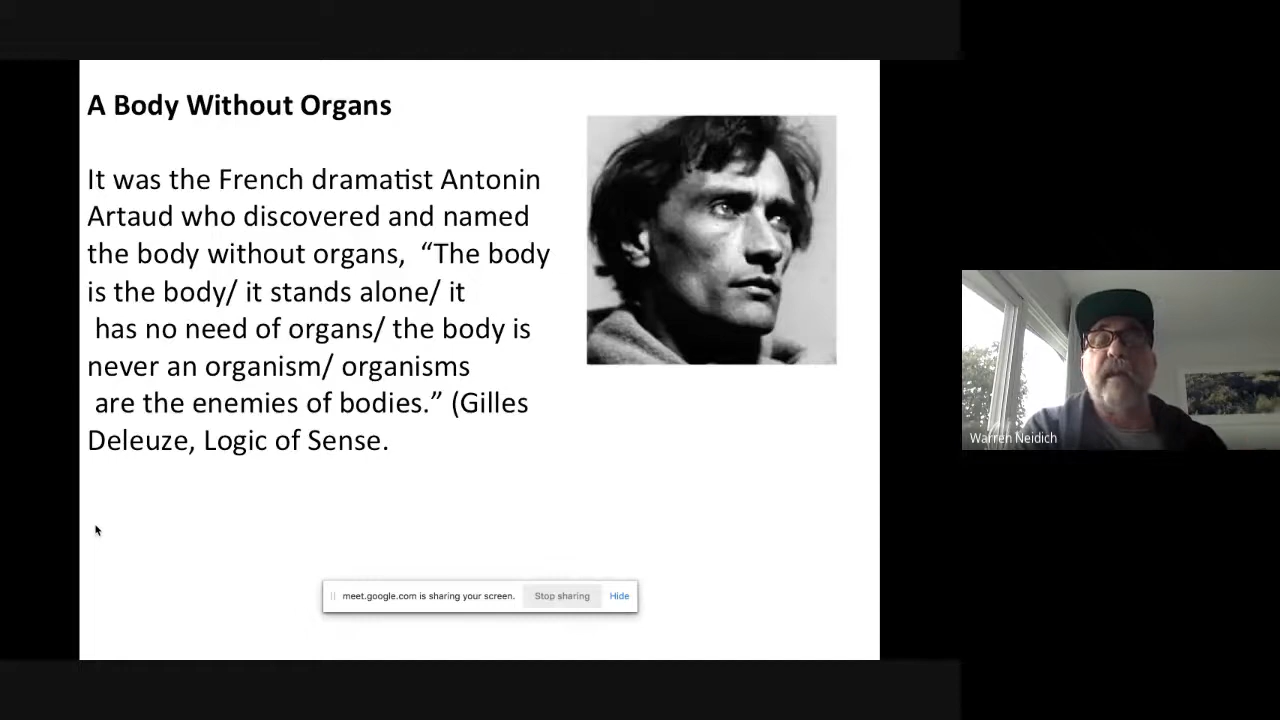 A Body Without Organs
It was the French dramatist Antonin
Artaud who discovered and named
the body without organs,  “The body
is the body/ it stands alone/ it
has no need of organs/ the body is
never an organism/ organisms
are the enemies of bodies.” (Gilles
Deleuze, Logic of Sense.
Warren Neidich
meet.google.com is sharing your screen. Stop sharing Hide